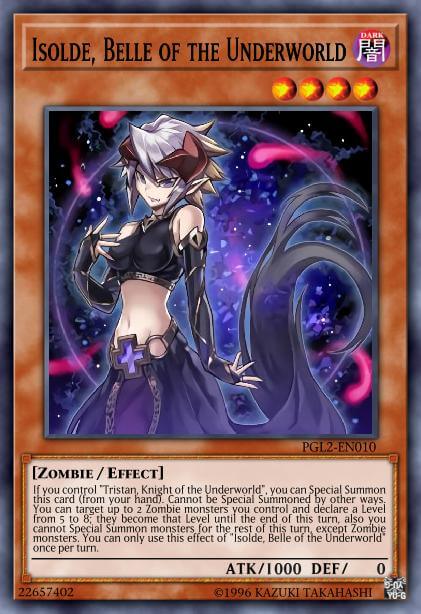 Isolde, Belle of the Underworld
DARK
闇
PGL2-EN010
[Zombie / Effect]
If you control "Tristan, Knight of the Underworld", you can Special Summon
this card (from your hand). Cannot be Special Summoned by other ways.
You can target up to 2 Zombie monsters you control and declare a Level
from 5 to 8; they become that Level until the end of this turn, also you
cannot Special Summon monsters for the rest of this turn, except Zombie
monsters. You can only use this effect of "Isolde, Belle of the Underworld"
once per turn.
ATK/1000 DEF/ 0
22657402
©1996 KAZUKI TAKAHASHI